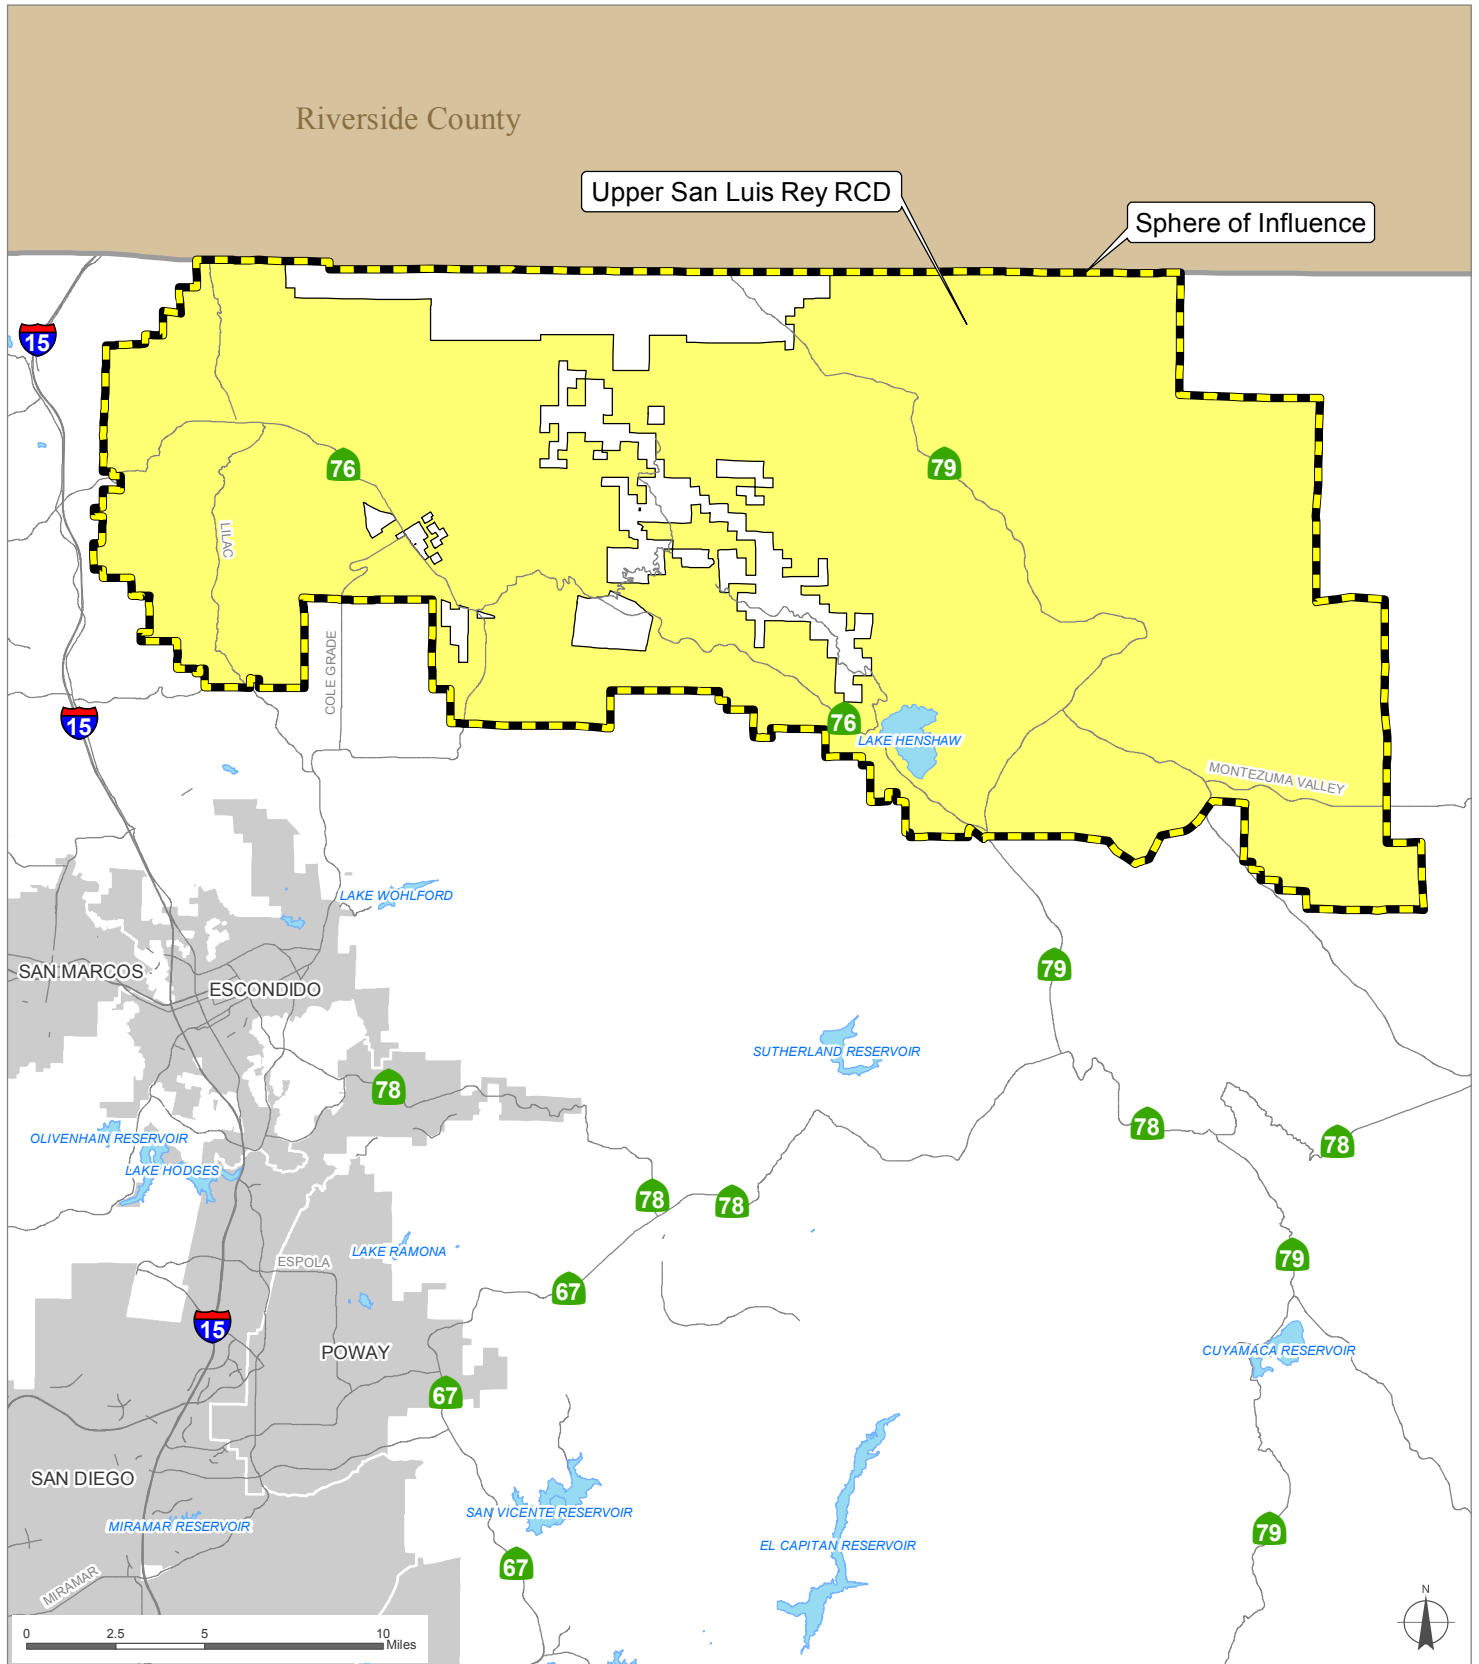 Riverside County
Upper San Luis Rey RCD
Sphere of Influence
15
76
79
LILAC
COLE GRADE
15
76
LAKE HENSHAW
MONTEZUMA VALLEY
LAKE WOHLFORD
SAN MARCOS
ESCONDIDO
79
SUTHERLAND RESERVOIR
78
OLIVENHAIN RESERVOIR
LAKE HODGES
78
78
78
78
LAKE RAMONA
ESPOLA
67
79
15
POWAY
CUYAMACA RESERVOIR
67
SAN DIEGO
SAN VICENTE RESERVOIR
MIRAMAR RESERVOIR
EL CAPITAN RESERVOIR
79
67
MIRAMAR
N
0 2.5 5 10
Miles